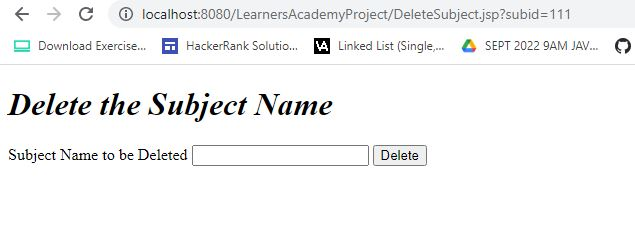 localhost:8080/LearnersAcademyProject/DeleteSubject.jsp?subid=111
Download Exercise... HackerRank Solutio... VA Linked List (Single,... SEPT 2022 9AM JAV...
Delete the Subject Name
Subject Name to be Deleted Delete